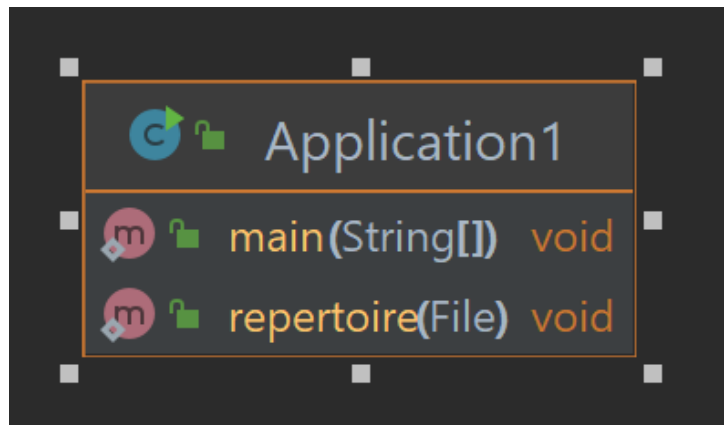 C Application1
m main(String[]) void
m repertoire(File) void